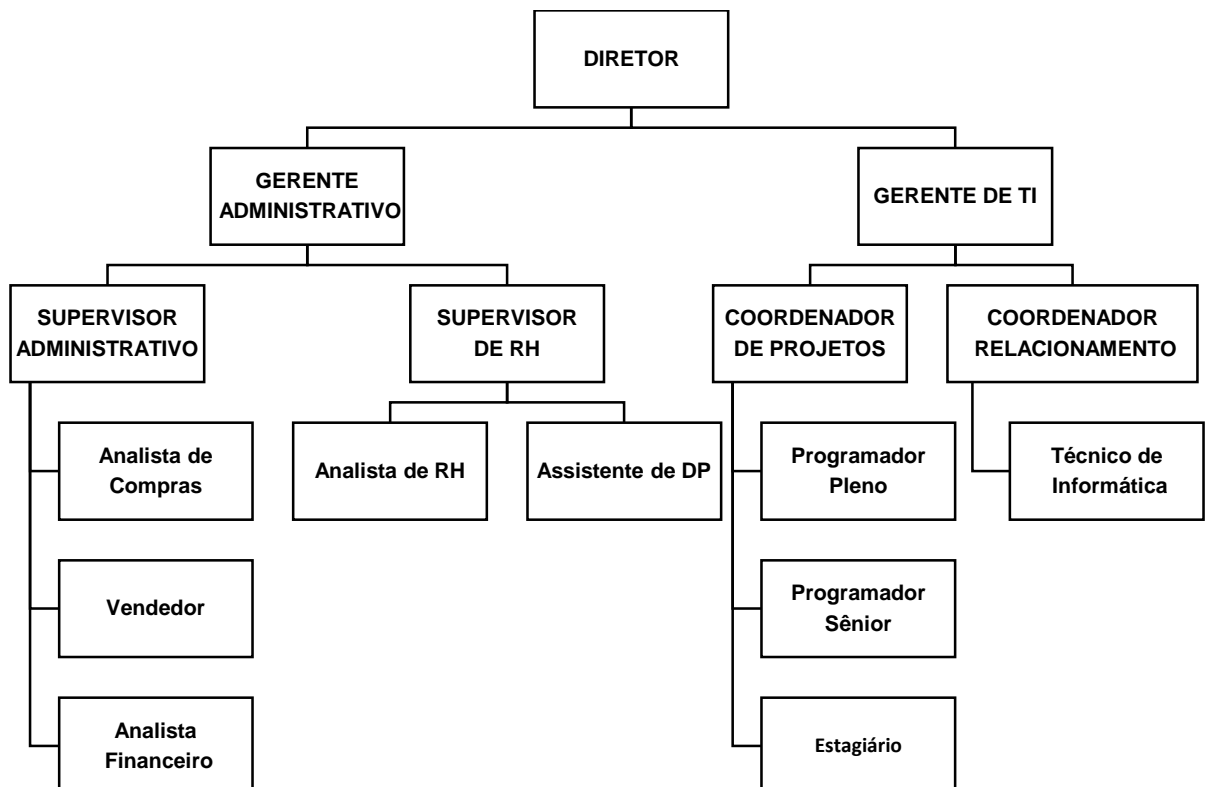 DIRETOR
GERENTE
ADMINISTRATIVO
GERENTE DE TI
SUPERVISOR
ADMINISTRATIVO
SUPERVISOR
DE RH
COORDENADOR
DE PROJETOS
COORDENADOR
RELACIONAMENTO
Analista de
Compras
Analista de RH
Assistente de DP
Programador
Pleno
Técnico de
Informática
Vendedor
Programador
Sênior
Analista
Financeiro
Estagiário